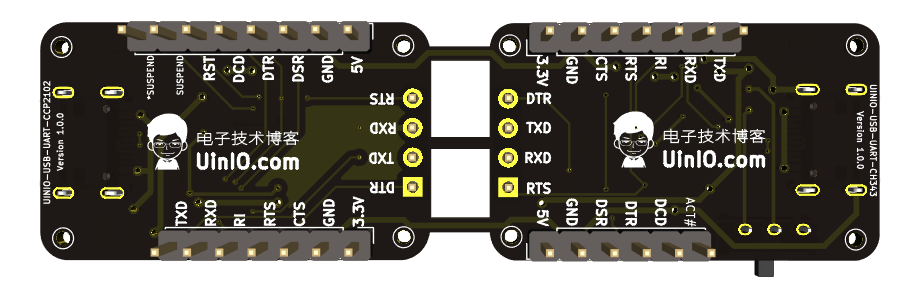 *SUSPEND
SUSPEND
RST
DCD
DTR
DSR
GND
5V
UINIO-USB-UART-CCP2102
Version 1.0.0
电子技术博客
UinIO.com
RTS
RXD
TXD
DTR
TXD
RXD
RI
RTS
CTS
GND
3.3V
3.3V
GND
CTS
RTS
RI
RXD
TXD
DTR
TXD
RXD
RTS
电子技术博客
UinIO.com
UINIO-USB-UART-CH343
Version 1.0.0
5V
GND
DSR
DTR
DCD
ACT#